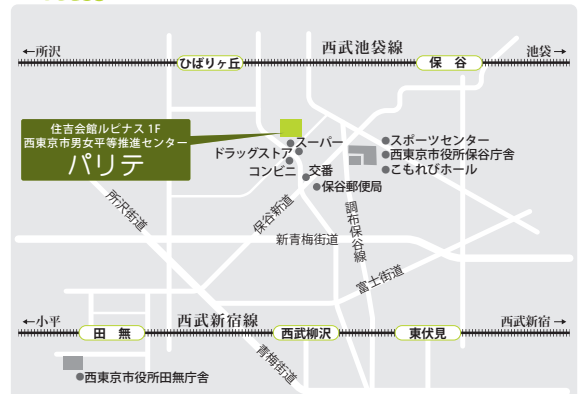 ←所沢
西武池袋線
池袋→
ひばりヶ丘
保 谷
住吉会館ルピナス 1F
西東京市男女平等推進センター
パリテ
スーパー
ドラッグストア
コンビニ
交番
保谷郵便局
スポーツセンター
西東京市役所保谷庁舎
こもれびホール
所沢街道
保谷新道
調布保谷線
新青梅街道
富士街道
←小平
西武新宿線
西武新宿→
田 無
西武柳沢
東伏見
青梅街道
西東京市役所田無庁舎